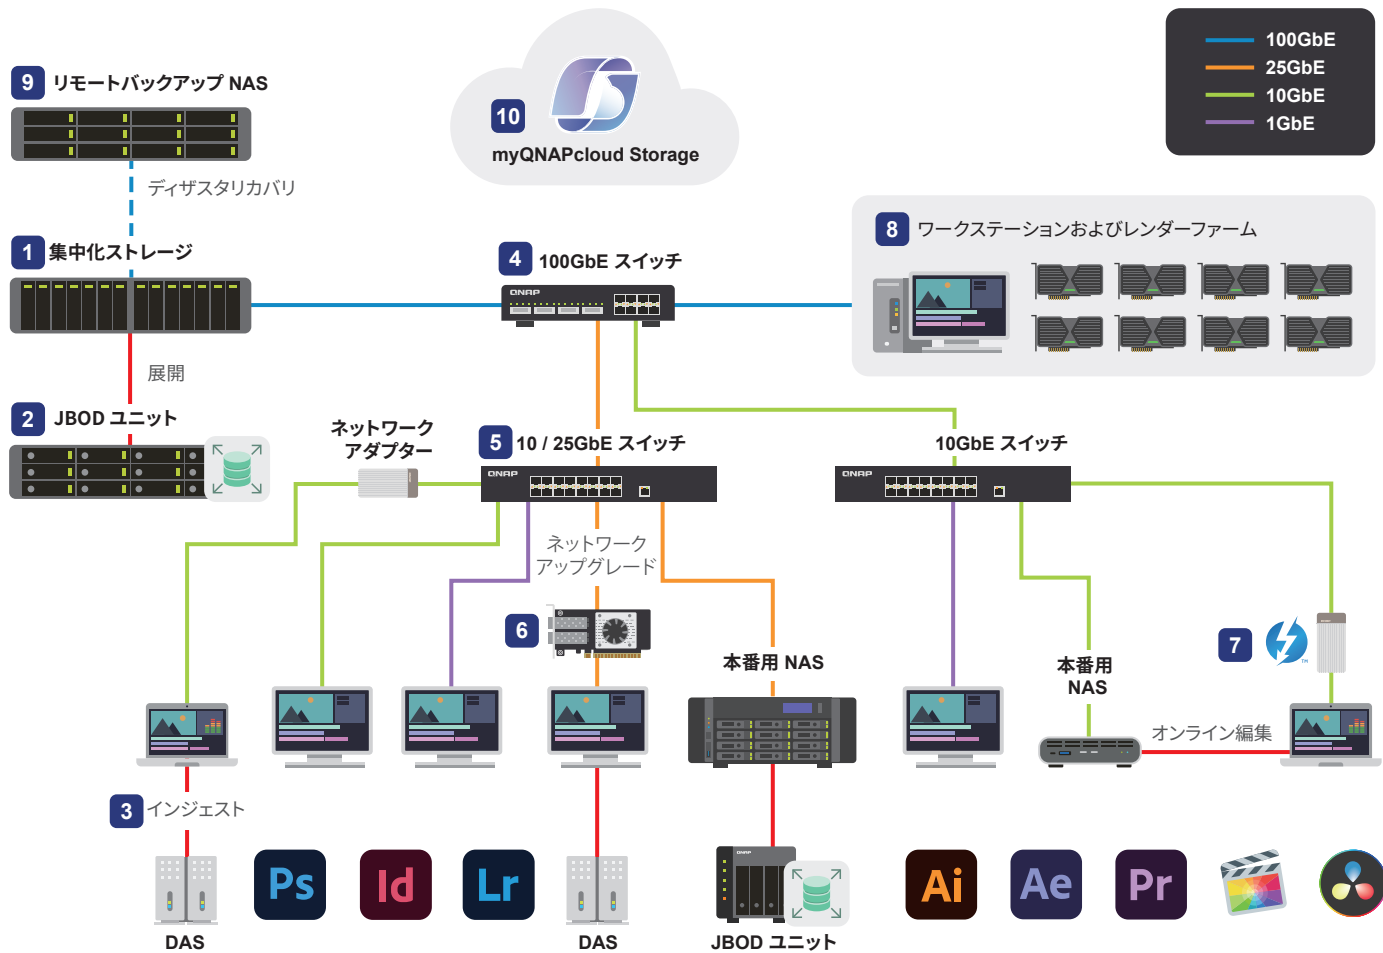 100GbE
25GbE
10GbE
1GbE
9 リモートバックアップ NAS
10
myQNAPcloud Storage
ディザスタリカバリ
1 集中化ストレージ
4 100GbE スイッチ
QNAP
8 ワークステーションおよびレンダーファーム
展開
2 JBOD ユニット
ネットワーク
アダプター
5 10 / 25GbE スイッチ
QNAP
10GbE スイッチ
QNAP
ネットワーク
アップグレード
6
本番用 NAS
本番用
NAS
7
TM
オンライン編集
3 インジェスト
DAS
Ps
Id
Lr
DAS
QNAP
JBOD ユニット
Ai
Ae
Pr